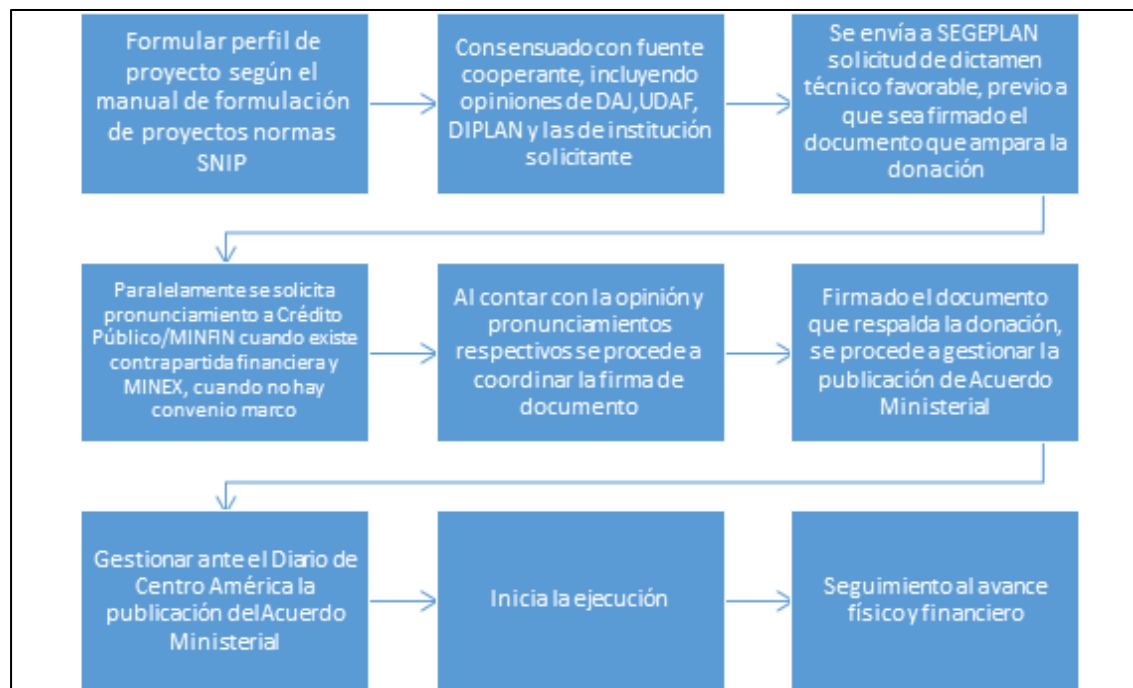 Formular perfil de
proyecto según el
manual de formulación
de proyectos normas
SNIP
Consensuado con fuente
cooperante, incluyendo
opiniones de DAJ,UDAF,
DIPLAN y las de institución
solicitante
Se envía a SEGEPLAN
solicitud de dictamen
técnico favorable, previo a
que sea firmado el
documento que ampara la
donación
Paralelamente se solicita
pronunciamiento a Crédito
Público/MINFIN cuando existe
contrapartida financiera y
MINEX, cuando no hay
convenio marco
Al contar con la opinión y
pronunciamientos
respectivos se procede a
coordinar la firma de
documento
Firmado el documento
que respalda la donación,
se procede a gestionar la
publicación de Acuerdo
Ministerial
Gestionar ante el Diario de
Centro América la
publicación del Acuerdo
Ministerial
Inicia la ejecución
Seguimiento al avance
físico y financiero